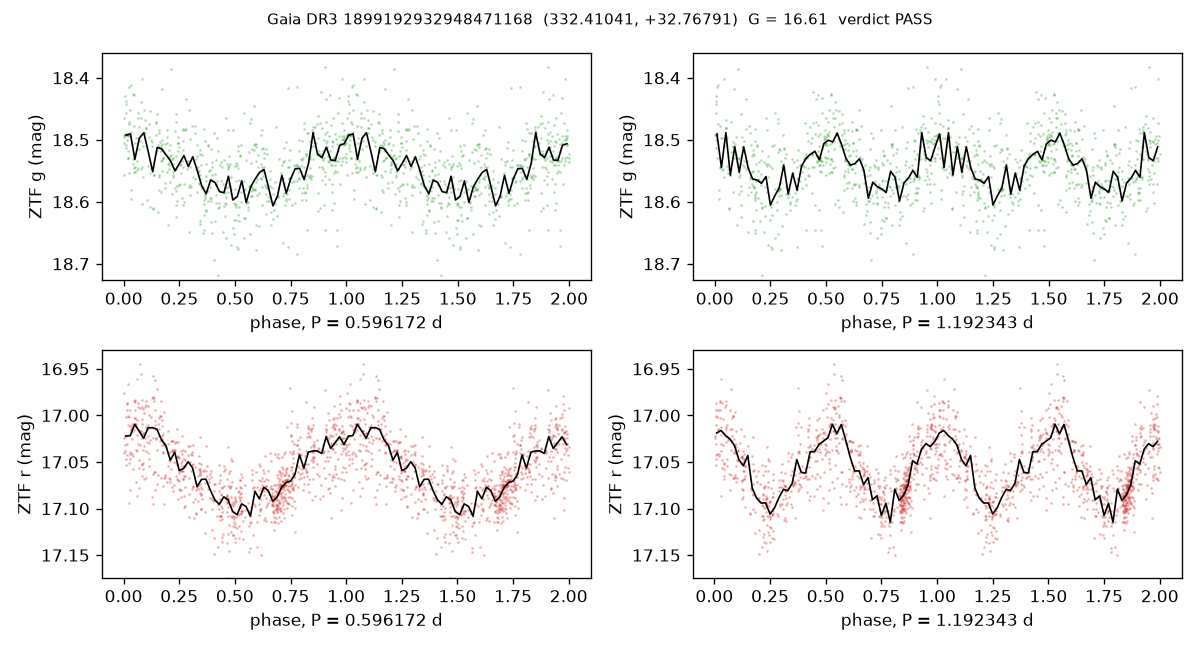 Gaia DR3 1899192932948471168  (332.41041, +32.76791)  G = 16.61  verdict PASS
ZTF g (mag)
18.4
18.5
18.6
18.7
0.00 0.25 0.50 0.75 1.00 1.25 1.50 1.75 2.00
phase, P = 0.596172 d
ZTF g (mag)
18.4
18.5
18.6
18.7
0.00 0.25 0.50 0.75 1.00 1.25 1.50 1.75 2.00
phase, P = 1.192343 d
ZTF r (mag)
16.95
17.00
17.05
17.10
17.15
0.00 0.25 0.50 0.75 1.00 1.25 1.50 1.75 2.00
phase, P = 0.596172 d
ZTF r (mag)
16.95
17.00
17.05
17.10
17.15
0.00 0.25 0.50 0.75 1.00 1.25 1.50 1.75 2.00
phase, P = 1.192343 d